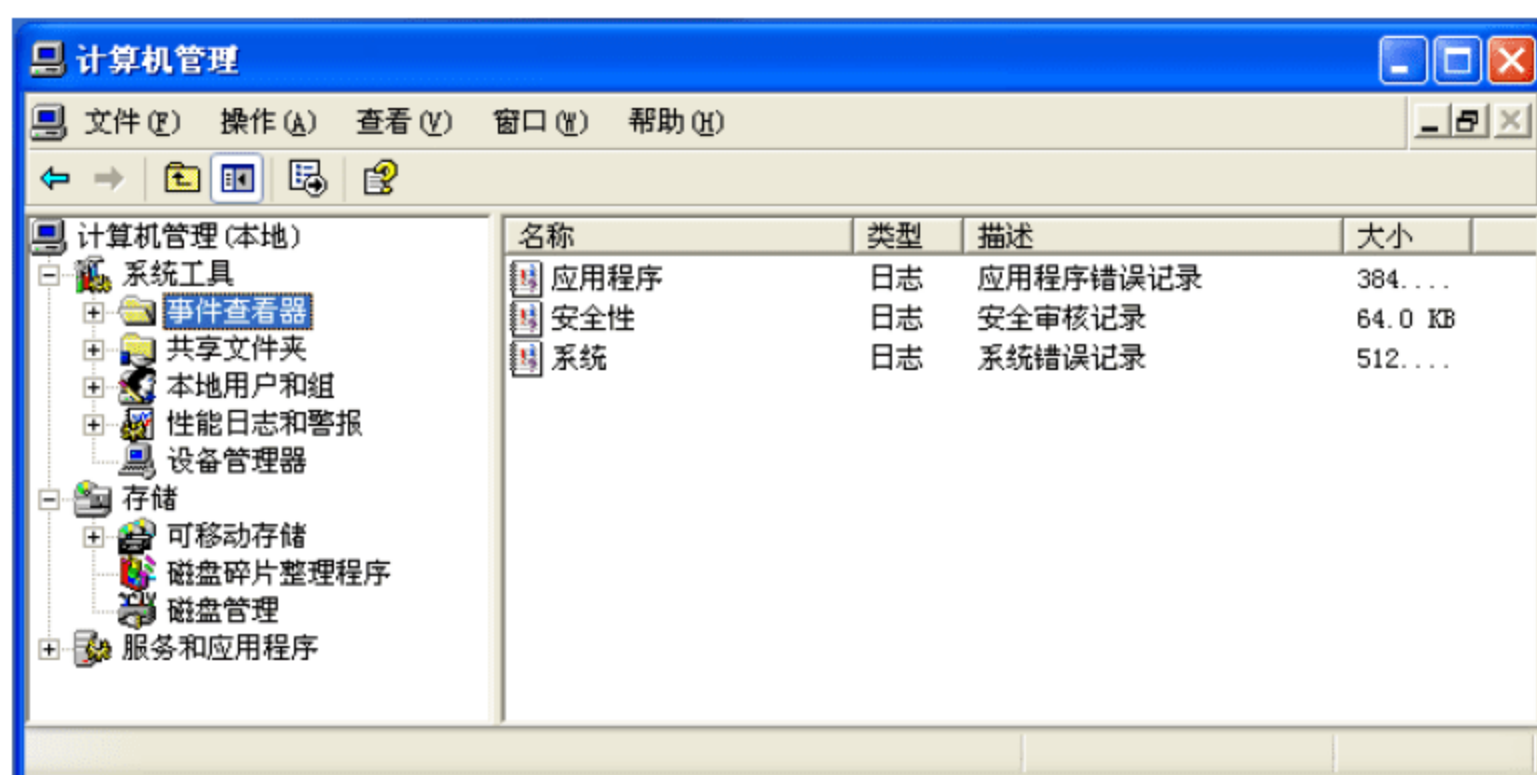 计算机管理
文件(F) 操作(A) 查看(V) 窗口(W) 帮助(H)
计算机管理(本地)
系统工具
事件查看器
共享文件夹
本地用户和组
性能日志和警报
设备管理器
存储
可移动存储
磁盘碎片整理程序
磁盘管理
服务和应用程序
名称 类型 描述 大小
应用程序 日志 应用程序错误记录 384....
安全性 日志 安全审核记录 64.0 KB
系统 日志 系统错误记录 512....